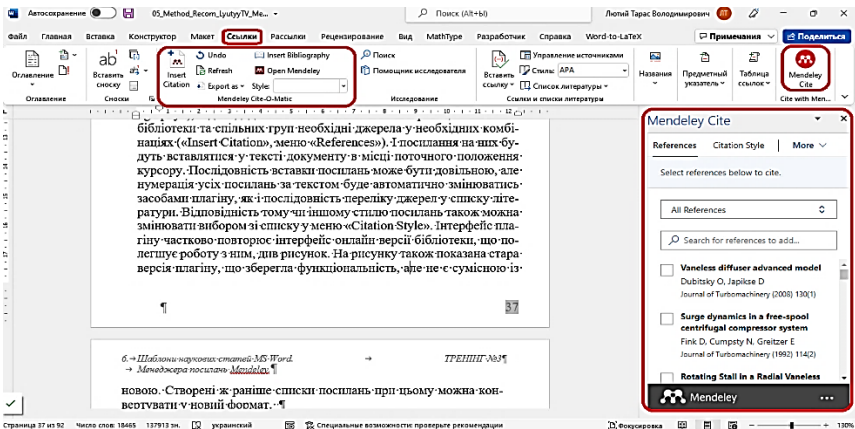 Автосохранение
05_Method_Recom_LyutyyTV_Me...
Поиск (Alt+Ы)
Лютий Тарас Володимирович
ЛТ
Файл Главная Вставка Конструктор Макет Ссылки Рассылки Рецензирование Вид MathType Разработчик Справка Word-to-LaTeX
Примечания
Поделиться
Оглавление
Оглавление
ab
Вставить сноску
Сноски
Insert Citation
Undo
Refresh
Export as
Insert Bibliography
Open Mendeley
Style:
Mendeley Cite-O-Matic
Поиск
Помощник исследователя
Исследование
Вставить ссылку
Управление источниками
Стиль: APA
Список литературы
Ссылки и списки литературы
Названия
Предметный указатель
Таблица ссылок
Mendeley Cite
Cite with Men...
бібліотеки та спільних груп необхідні джерела у необхідних комбі-
націях («Insert Citation», меню «References»). І посилання на них бу-
дуть вставлятися у тексті документу в місці поточного положення
курсору. Послідовність вставки посилань може бути довільною, але
нумерація усіх посилань за текстом буде автоматично змінюватись
засобами плагіну, як і послідовність переліку джерел у списку літе-
ратури. Відповідність тому чи іншому стилю посилань також можна
змінювати вибором зі списку у меню «Citation Style». Інтерфейс пла-
гіну частково повторює інтерфейс онлайн версії бібліотеки, що по-
легшує роботу з ним, див рисунок. На рисунку також показана стара
версія плагіну, що зберегла функціональність, але не є сумісною із
¶
37
6.→Шаблони наукових статей MS Word. → ТРЕНІНГ №3¶
→ Менеджера посилань Mendeley.¶
новою. Створені ж раніше списки посилань при цьому можна кон-
вертувати у новий формат. ¶
Mendeley Cite
References Citation Style More
Select references below to cite.
All References
Search for references to add...
Vaneless diffuser advanced model
Dubitsky O, Japikse D
Journal of Turbomachinery (2008) 130(1)
Surge dynamics in a free-spool
centrifugal compressor system
Fink D, Cumpsty N, Greitzer E
Journal of Turbomachinery (1992) 114(2)
Rotating Stall in a Radial Vaneless
Mendeley
Страница 37 из 92 Число слов: 18465 137913 зн. украинский Специальные возможности: проверьте рекомендации Фокусировка 130%